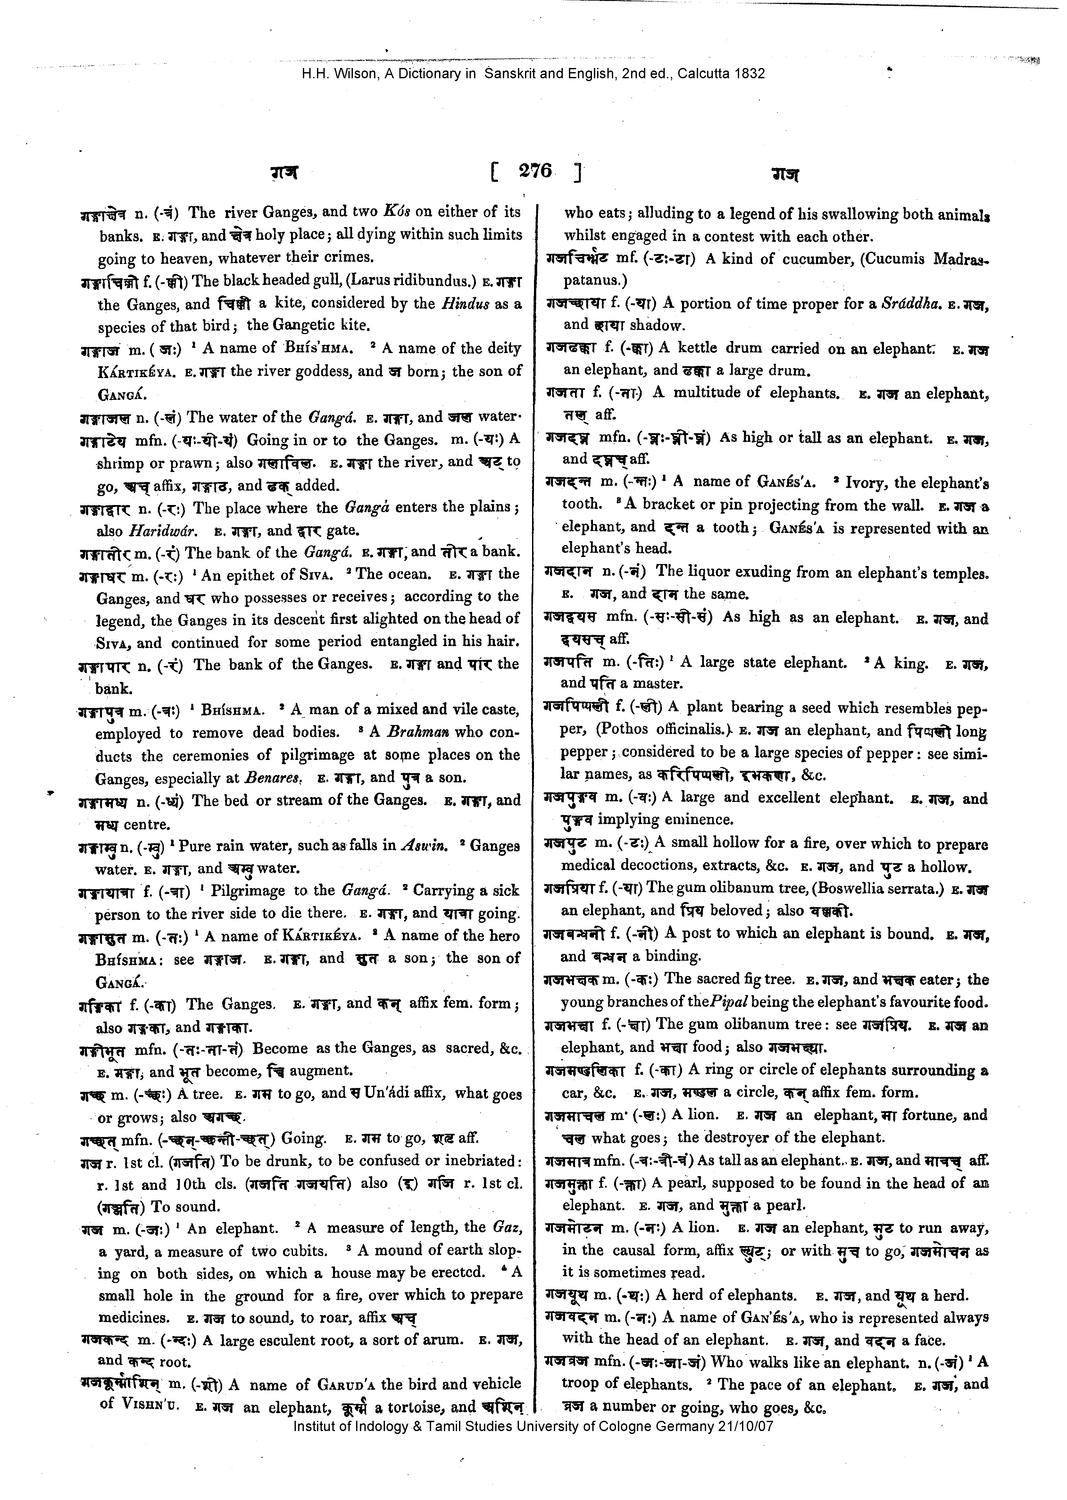 H.H. Wilson, A Dictionary in Sanskrit and English, 2nd ed., Calcutta 1832
गज [ 276 ] गज
गङ्गाक्षेत्र n. (-त्रं) The river Ganges, and two Kós on either of its
banks. E. गङ्गा, and क्षेत्र holy place; all dying within such limits
going to heaven, whatever their crimes.
गङ्गाचिल्ली f. (-ल्ली) The black headed gull, (Larus ridibundus.) E. गङ्गा
the Ganges, and चिल्ली a kite, considered by the Hindus as a
species of that bird; the Gangetic kite.
गङ्गाज m. ( जः) ¹ A name of BHÍS'HMA. ² A name of the deity
KÁRTIKÉYA. E. गङ्गा the river goddess, and ज born; the son of
GANGÁ.
गङ्गाजल n. (-लं) The water of the Gangá. E. गङ्गा, and जल water.
गङ्गाटेय mfn. (-यः-यी-यं) Going in or to the Ganges. m. (-यः) A
shrimp or prawn; also गलाविल. E. गङ्गा the river, and अट् to
go, अच् affix, गङ्गाट, and ढक् added.
गङ्गाद्वार n. (-रः) The place where the Gangá enters the plains;
also Haridwár. E. गङ्गा, and द्वार gate.
गङ्गातीर m. (-रं) The bank of the Gangá. E. गङ्गा, and तीर a bank.
गङ्गाधर m. (-रः) ¹ An epithet of SIVA. ² The ocean. E. गङ्गा the
Ganges, and धर who possesses or receives; according to the
legend, the Ganges in its descent first alighted on the head of
SIVA, and continued for some period entangled in his hair.
गङ्गापार n. (-रं) The bank of the Ganges. E. गङ्गा and पार the
bank.
गङ्गापुत्र m. (-त्रः) ¹ BHÍSHMA. ² A man of a mixed and vile caste,
employed to remove dead bodies. ³ A Brahman who con-
ducts the ceremonies of pilgrimage at some places on the
Ganges, especially at Benares. E. गङ्गा, and पुत्र a son.
गङ्गामध्य n. (-ध्यं) The bed or stream of the Ganges. E. गङ्गा, and
मध्य centre.
गङ्गाम्बु n. (-म्बु) ¹ Pure rain water, such as falls in Aswin. ² Ganges
water. E. गङ्गा, and अम्बु water.
गङ्गायात्रा f. (-त्रा) ¹ Pilgrimage to the Gangá. ² Carrying a sick
person to the river side to die there. E. गङ्गा, and यात्रा going.
गङ्गासुत m. (-तः) ¹ A name of KÁRTIKÉYA. ² A name of the hero
BHÍSHMA: see गङ्गाज. E. गङ्गा, and सुत a son; the son of
GANGÁ.
गङ्गिका f. (-का) The Ganges. E. गङ्गा, and कन् affix fem. form;
also गङ्गका, and गङ्गाका.
गङ्गीभूत mfn. (-तः-ता-तं) Become as the Ganges, as sacred, &c.
E. गङ्गा, and भूत become, च्वि augment.
गच्छ m. (-च्छः) A tree. E. गम to go, and स Un'ádi affix, what goes
or grows; also अगच्छ.
गच्छत् mfn. (-च्छन्-च्छन्ती-च्छत्) Going. E. गम to go, शतृ aff.
गज r. 1st cl. (गजति) To be drunk, to be confused or inebriated:
r. 1st and 10th cls. (गजति गजयति) also (इ) गजि r. 1st cl.
(गञ्जति) To sound.
गज m. (-जः) ¹ An elephant. ² A measure of length, the Gaz,
a yard, a measure of two cubits. ³ A mound of earth slop-
ing on both sides, on which a house may be erected. ⁴ A
small hole in the ground for a fire, over which to prepare
medicines. E. गज to sound, to roar, affix अच्
गजकन्द m. (-न्दः) A large esculent root, a sort of arum. E. गज,
and कन्द root.
गजकूर्म्माशिन् m. (-शी) A name of GARUD'A the bird and vehicle
of VISHN'U. E. गज an elephant, कूर्म्म a tortoise, and अशिन्
who eats; alluding to a legend of his swallowing both animals
whilst engaged in a contest with each other.
गजचिर्भट mf. (-टः-टा) A kind of cucumber, (Cucumis Madras-
patanus.)
गजच्छाया f. (-या) A portion of time proper for a Sráddha. E. गज,
and छाया shadow.
गजढक्का f. (-क्का) A kettle drum carried on an elephant. E. गज
an elephant, and ढक्का a large drum.
गजता f. (-ता) A multitude of elephants. E. गज an elephant,
तल् aff.
गजदघ्न mfn. (-घ्नः-घ्नी-घ्नं) As high or tall as an elephant. E. गज,
and दघ्नच् aff.
गजदन्त m. (-न्तः) ¹ A name of GANÉS'A. ² Ivory, the elephant's
tooth. ³ A bracket or pin projecting from the wall. E. गज a
elephant, and दन्त a tooth; GANÉS'A is represented with an
elephant's head.
गजदान n. (-नं) The liquor exuding from an elephant's temples.
E. गज, and दान the same.
गजद्वयस mfn. (-सः-सी-सं) As high as an elephant. E. गज, and
द्वयसच् aff.
गजपति m. (-तिः) ¹ A large state elephant. ² A king. E. गज,
and पति a master.
गजपिप्पली f. (-ली) A plant bearing a seed which resembles pep-
per, (Pothos officinalis.) E. गज an elephant, and पिप्पली long
pepper; considered to be a large species of pepper: see simi-
lar names, as करिपिप्पली, इभकणा, &c.
गजपुङ्गव m. (-वः) A large and excellent elephant. E. गज, and
पुङ्गव implying eminence.
गजपुट m. (-टः) A small hollow for a fire, over which to prepare
medical decoctions, extracts, &c. E. गज, and पुट a hollow.
गजप्रिया f. (-या) The gum olibanum tree, (Boswellia serrata.) E. गज
an elephant, and प्रिय beloved; also शल्लकी.
गजबन्धनी f. (-नी) A post to which an elephant is bound. E. गज,
and बन्धन a binding.
गजभक्षक m. (-कः) The sacred fig tree. E. गज, and भक्षक eater; the
young branches of the Pipal being the elephant's favourite food.
गजभक्षा f. (-क्षा) The gum olibanum tree: see गजप्रिय. E. गज an
elephant, and भक्षा food; also गजभक्ष्या.
गजमण्डलिका f. (-का) A ring or circle of elephants surrounding a
car, &c. E. गज, मण्डल a circle, कन् affix fem. form.
गजमाचल m. (-लः) A lion. E. गज an elephant, मा fortune, and
चल what goes; the destroyer of the elephant.
गजमात्र mfn. (-त्रः-त्री-त्रं) As tall as an elephant. E. गज, and मात्रच् aff.
गजमुक्ता f. (-क्ता) A pearl, supposed to be found in the head of an
elephant. E. गज, and मुक्ता a pearl.
गजमोटन m. (-नः) A lion. E. गज an elephant, मुट to run away,
in the causal form, affix ल्युट्; or with मुच to go, गजमोचन as
it is sometimes read.
गजयूथ m. (-थः) A herd of elephants. E. गज, and यूथ a herd.
गजवदन m. (-नः) A name of GAN'ÉS'A, who is represented always
with the head of an elephant. E. गज, and वदन a face.
गजव्रज mfn. (-जः-जा-जं) Who walks like an elephant. n. (-जं) ¹ A
troop of elephants. ² The pace of an elephant. E. गज, and
व्रज a number or going, who goes, &c.
Institut of Indology & Tamil Studies University of Cologne Germany 21/10/07